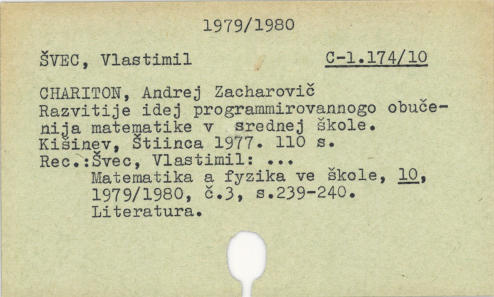 1979/1980
ŠVEC, Vlastimil C-1.174/10
CHARITON, Andrej Zacharovič
Razvitije idej programmirovannogo obuče-
nija matematike v srednej škole.
Kišinev, Štiinca 1977. 110 s.
Rec.:Švec, Vlastimil: ...
Matematika a fyzika ve škole, 10,
1979/1980, č.3, s.239-240.
Literatura.